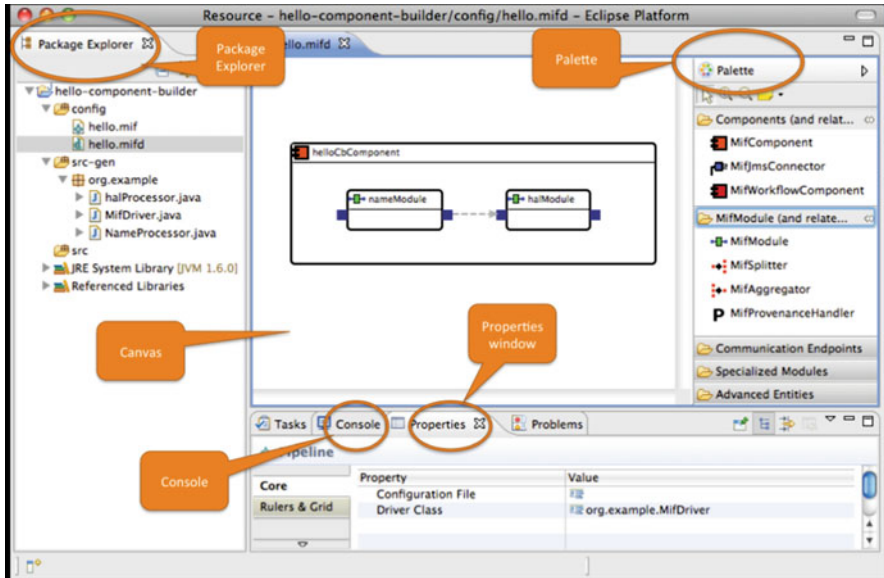 Resource - hello-component-builder/config/hello.mifd - Eclipse Platform
Package Explorer
Package
Explorer
hello-component-builder
config
hello.mif
hello.mifd
src-gen
org.example
halProcessor.java
MifDriver.java
NameProcessor.java
src
JRE System Library [JVM 1.6.0]
Referenced Libraries
ello.mifd
helloCbComponent
nameModule
halModule
Canvas
Properties
window
Palette
Palette
Components (and relat...
MifComponent
MifJmsConnector
MifWorkflowComponent
MifModule (and relate...
MifModule
MifSplitter
MifAggregator
P MifProvenanceHandler
Communication Endpoints
Specialized Modules
Advanced Entities
Tasks
Console
Properties
Problems
Console
Pipeline
Core
Rulers & Grid
Property
Value
Configuration File
Driver Class
org.example.MifDriver